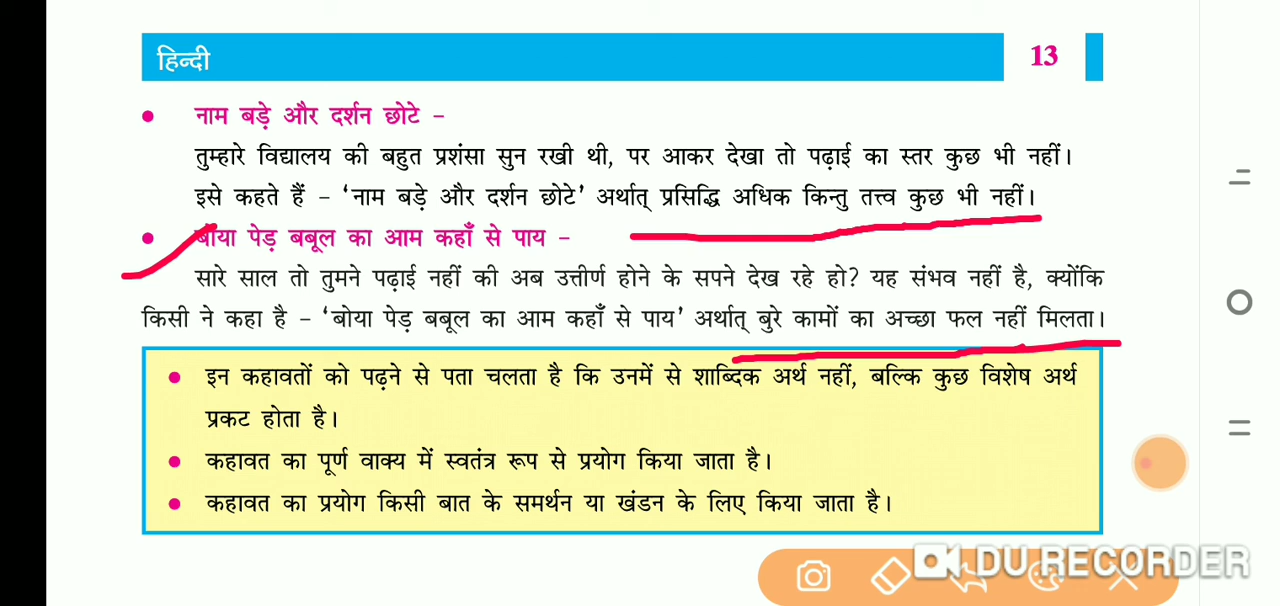 हिन्दी
13
• नाम बड़े और दर्शन छोटे –
तुम्हारे विद्यालय की बहुत प्रशंसा सुन रखी थी, पर आकर देखा तो पढ़ाई का स्तर कुछ भी नहीं।
इसे कहते हैं – ‘नाम बड़े और दर्शन छोटे’ अर्थात् प्रसिद्धि अधिक किन्तु तत्त्व कुछ भी नहीं।
• बोया पेड़ बबूल का आम कहाँ से पाय –
सारे साल तो तुमने पढ़ाई नहीं की अब उत्तीर्ण होने के सपने देख रहे हो? यह संभव नहीं है, क्योंकि
किसी ने कहा है – ‘बोया पेड़ बबूल का आम कहाँ से पाय’ अर्थात् बुरे कामों का अच्छा फल नहीं मिलता।
• इन कहावतों को पढ़ने से पता चलता है कि उनमें से शाब्दिक अर्थ नहीं, बल्कि कुछ विशेष अर्थ
प्रकट होता है।
• कहावत का पूर्ण वाक्य में स्वतंत्र रूप से प्रयोग किया जाता है।
• कहावत का प्रयोग किसी बात के समर्थन या खंडन के लिए किया जाता है।
DU RECORDER